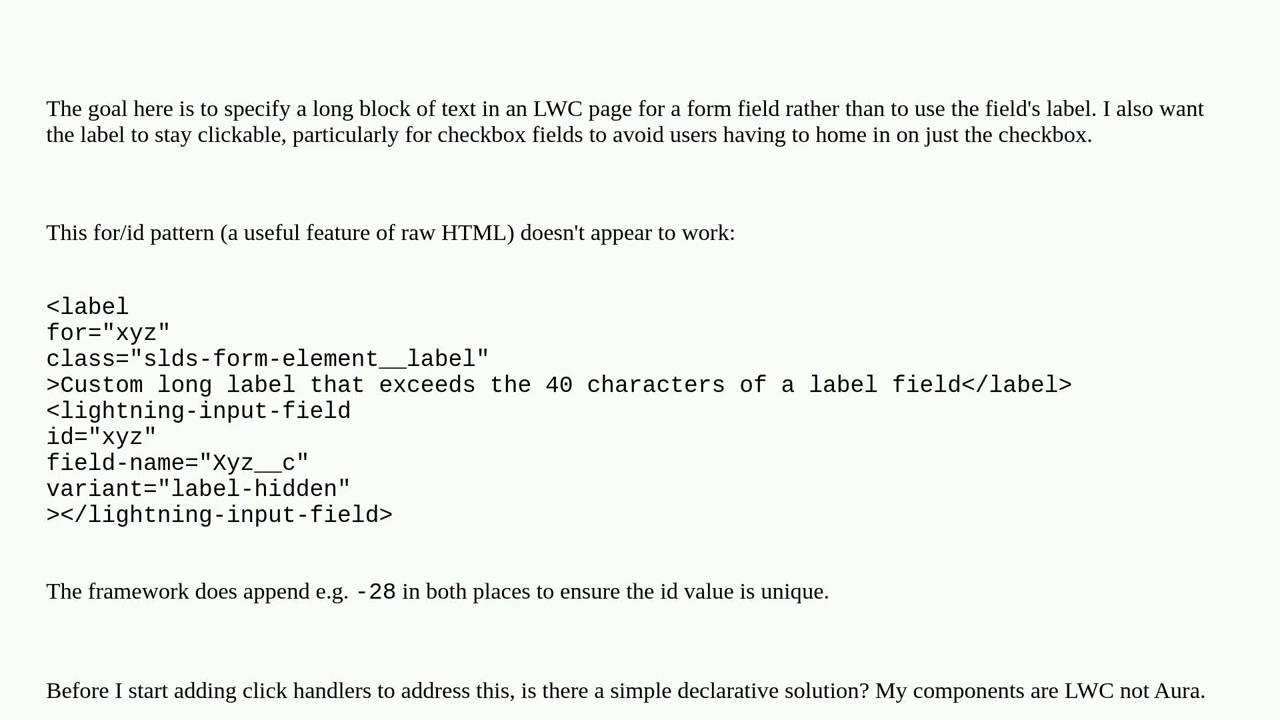 The goal here is to specify a long block of text in an LWC page for a form field rather than to use the field's label. I also want
the label to stay clickable, particularly for checkbox fields to avoid users having to home in on just the checkbox.
This for/id pattern (a useful feature of raw HTML) doesn't appear to work:
<label
for="xyz"
class="slds-form-element__label"
>Custom long label that exceeds the 40 characters of a label field</label>
<lightning-input-field
id="xyz"
field-name="Xyz__c"
variant="label-hidden"
></lightning-input-field>
The framework does append e.g. -28 in both places to ensure the id value is unique.
Before I start adding click handlers to address this, is there a simple declarative solution? My components are LWC not Aura.